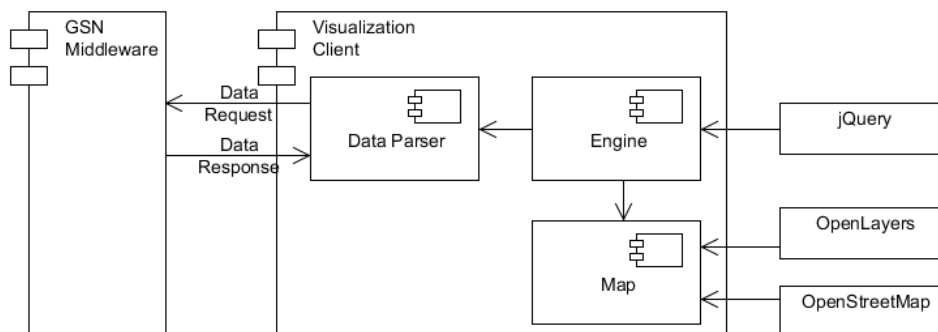 GSN
Middleware
Visualization
Client
Data
Request
Data
Response
Data Parser
Engine
Map
jQuery
OpenLayers
OpenStreetMap